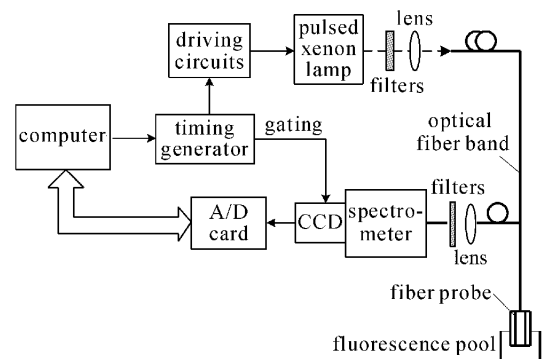 driving
circuits
pulsed
xenon
lamp
lens
filters
computer
timing
generator
gating
optical
fiber band
A/D
card
CCD
spectro-
meter
filters
lens
fiber probe
fluorescence pool